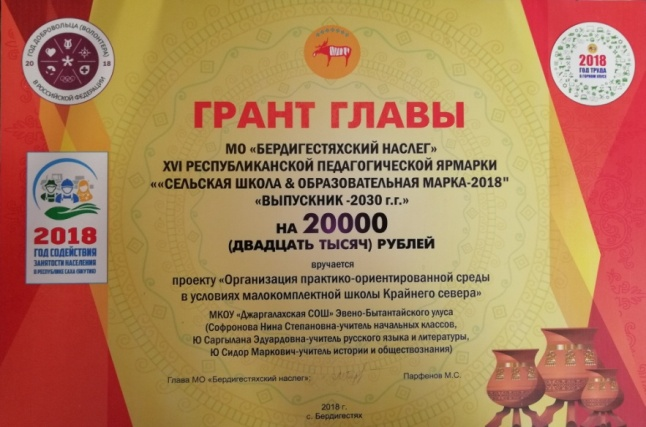 ГОД ДОБРОВОЛЬЦА (ВОЛОНТЕРА)
20 18
В РОССИЙСКОЙ ФЕДЕРАЦИИ
2018
ГОД ТРУДА
В ГОРНОМ УЛУСЕ
ГРАНТ ГЛАВЫ
МО «БЕРДИГЕСТЯХСКИЙ НАСЛЕГ»
XVI РЕСПУБЛИКАНСКОЙ ПЕДАГОГИЧЕСКОЙ ЯРМАРКИ
««СЕЛЬСКАЯ ШКОЛА & ОБРАЗОВАТЕЛЬНАЯ МАРКА-2018"
«ВЫПУСКНИК -2030 г.г.»
НА 20000
(ДВАДЦАТЬ ТЫСЯЧ) РУБЛЕЙ
2018
ГОД СОДЕЙСТВИЯ
ЗАНЯТОСТИ НАСЕЛЕНИЯ
В РЕСПУБЛИКЕ САХА (ЯКУТИЯ)
вручается
проекту «Организация практико-ориентированной среды
в условиях малокомплектной школы Крайнего севера»
МКОУ «Джаргалахская СОШ» Эвено-Бытантайского улуса
(Софронова Нина Степановна-учитель начальных классов,
Ю Саргылана Эдуардовна-учитель русского языка и литературы,
Ю Сидор Маркович-учитель истории и обществознания)
Глава МО «Бердигестяхский наслег»: Парфенов М.С.
2018 г.
с. Бердигестях